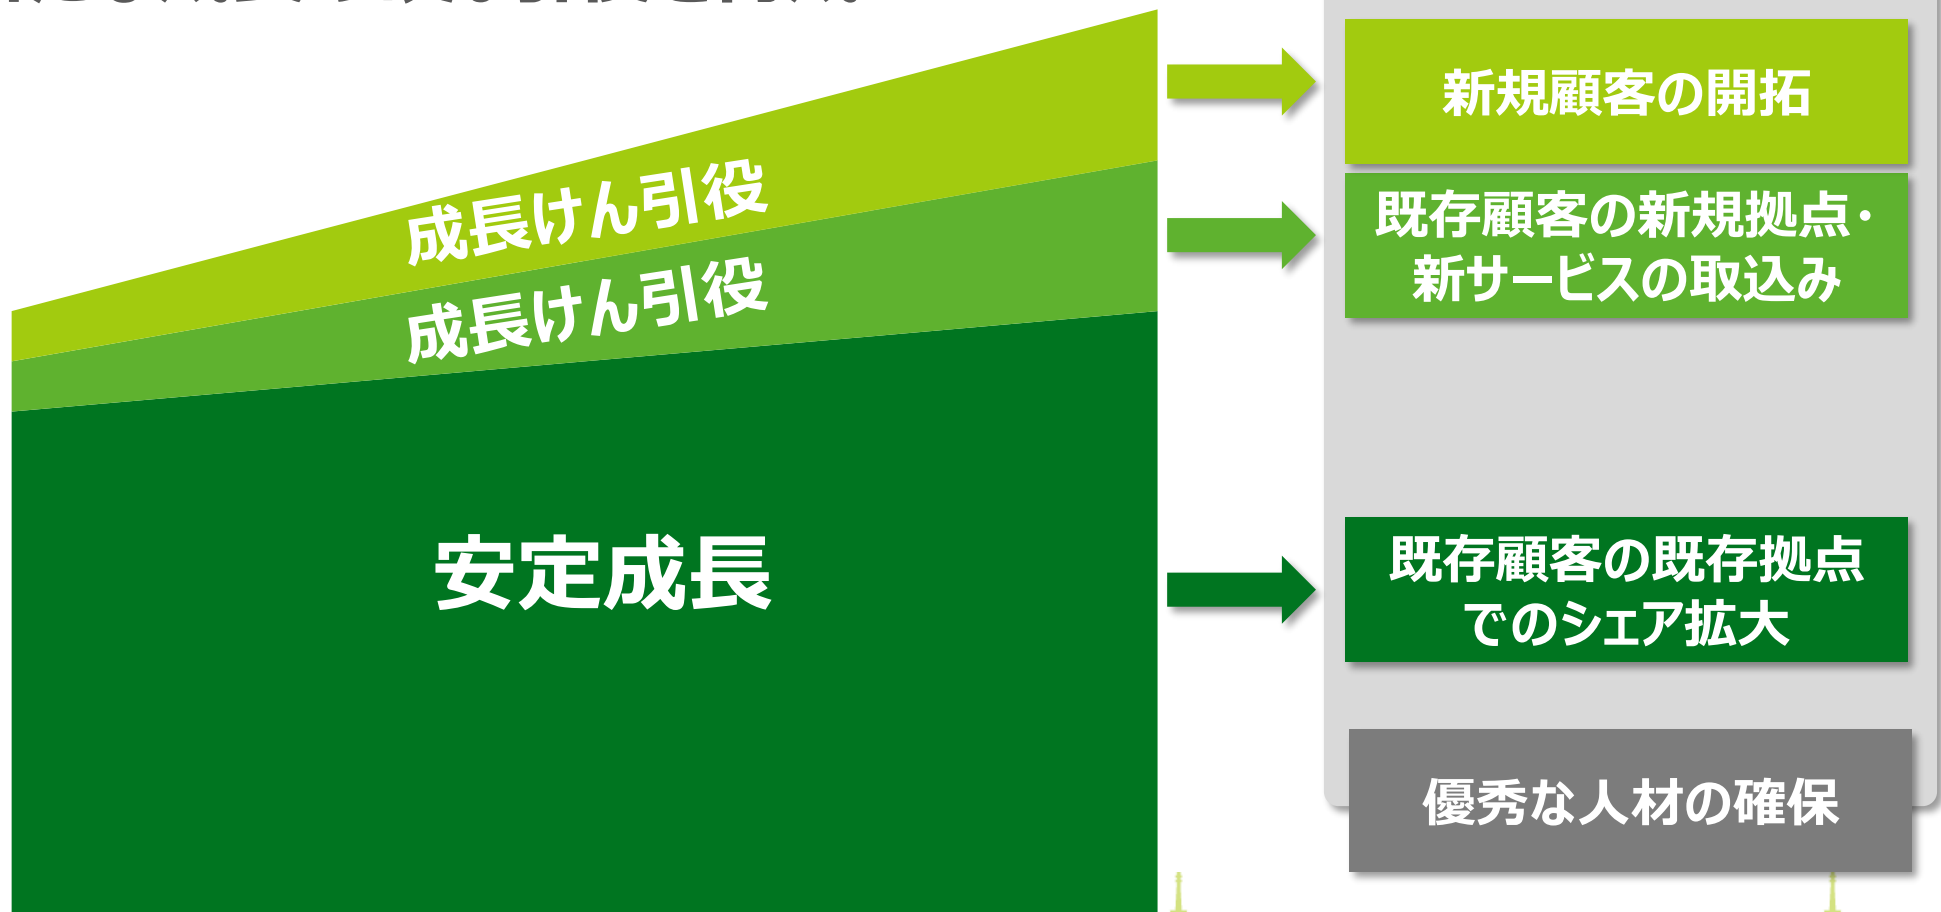 成長けん引役
成長けん引役
安定成長
新規顧客の開拓
既存顧客の新規拠点・
新サービスの取込み
既存顧客の既存拠点
でのシェア拡大
優秀な人材の確保